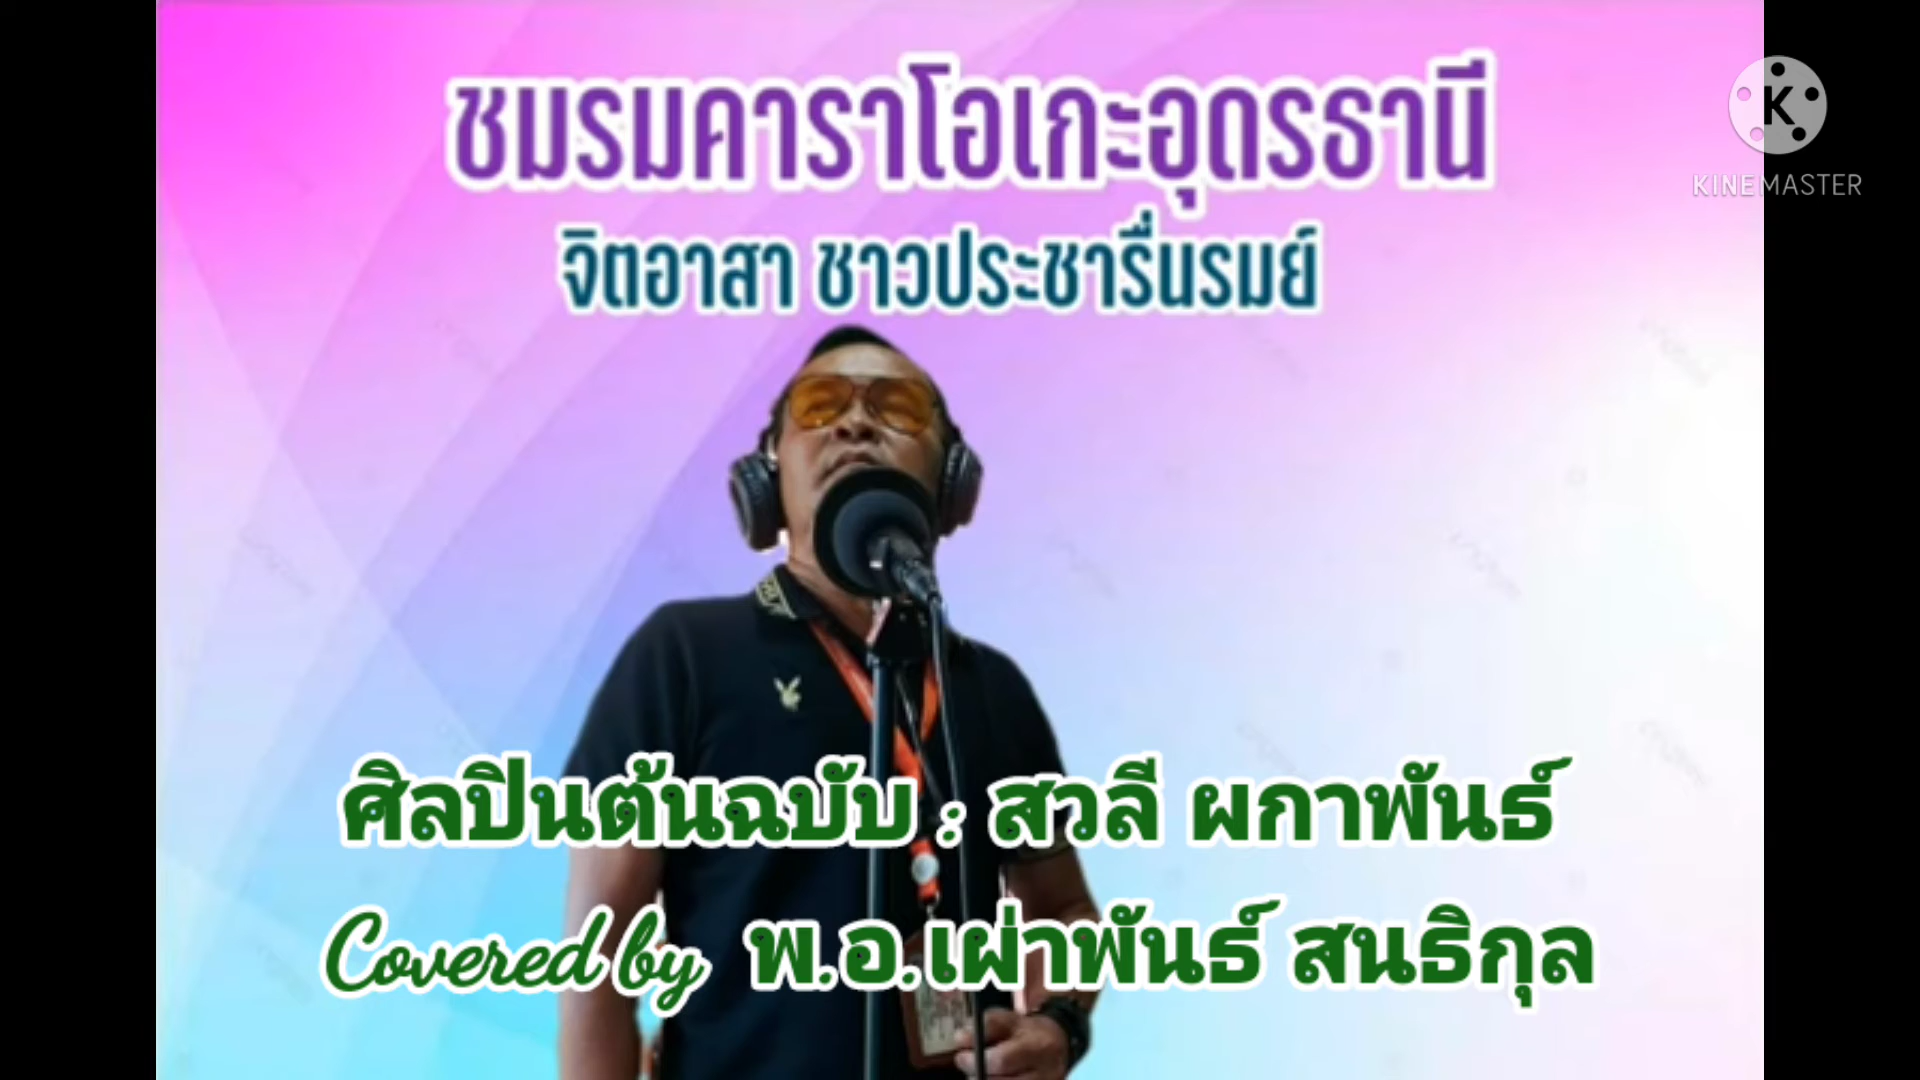 ชมรมคาราโอเกะอุดรธานี
จิตอาสา ชาวประชารื่นรมย์
K
KINEMASTER
ศิลปินต้นฉบับ : สวลี ผกาพันธ์
Covered by พ.อ.เผ่าพันธ์ สนธิกุล